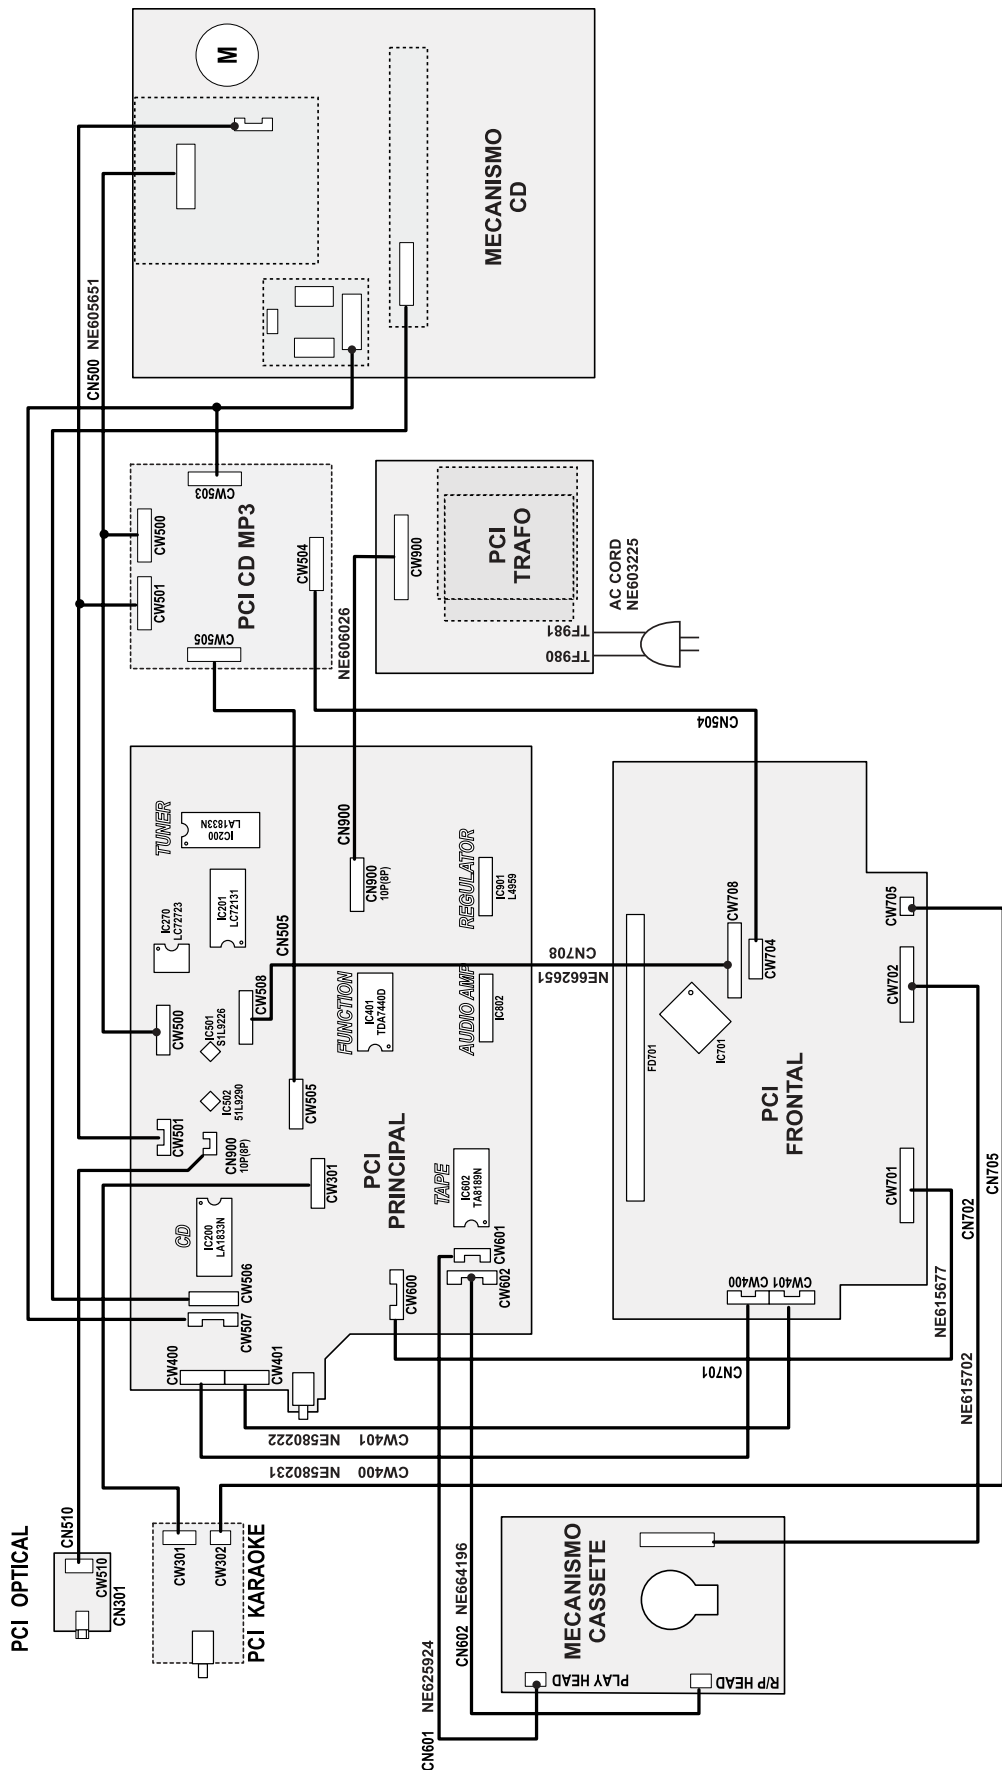 PCI OPTICAL
CN510
CW510
CN301
PCI KARAOKE
CW301
CW302
CN601 NE625924
CN602 NE664196
MECANISMO
CASSETE
PLAY HEAD
R/P HEAD
NE580231 CW400
NE580222 CW401
CW400
CW401
CW507
CW506
CD
IC200
LA1833N
CW501
CN900
10P(8P)
IC502
51L9290
IC501
S1L9226
CW500
CW508
CW505
CW301
IC270
LC72723
IC201
LC72131
TUNER
IC200
LA1833N
CN505
FUNCTION
IC401
TDA7440D
CN900
10P(8P)
CN900
PCI
PRINCIPAL
CW600
TAPE
IC602
TA8189N
CW601
CW602
AUDIO AMP
IC802
REGULATOR
IC901
L4959
NE662651
CN708
CN701
CW400 CW401
PCI
FRONTAL
FD701
IC701
CW708
CW704
CW701
CW702
CW705
NE615677
NE615702
CN702
CN705
CN504
NE606026
PCI CD MP3
CW505
CW501
CW500
CW503
CW504
CW900
PCI
TRAFO
TF980
TF981
AC CORD
NE603225
CN500 NE605651
M
MECANISMO
CD